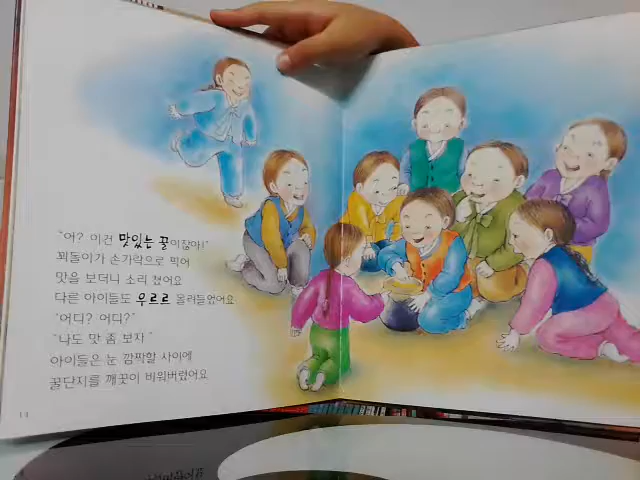 "어? 이건 맛있는 꿀이잖아!"
꾀돌이가 손가락으로 찍어
맛을 보더니 소리 쳤어요
다른 아이들도 우르르 몰려들었어요.
"어디? 어디?"
"나도 맛 좀 보자."
아이들은 눈 깜짝할 사이에
꿀단지를 깨끗이 비워버렸어요
14